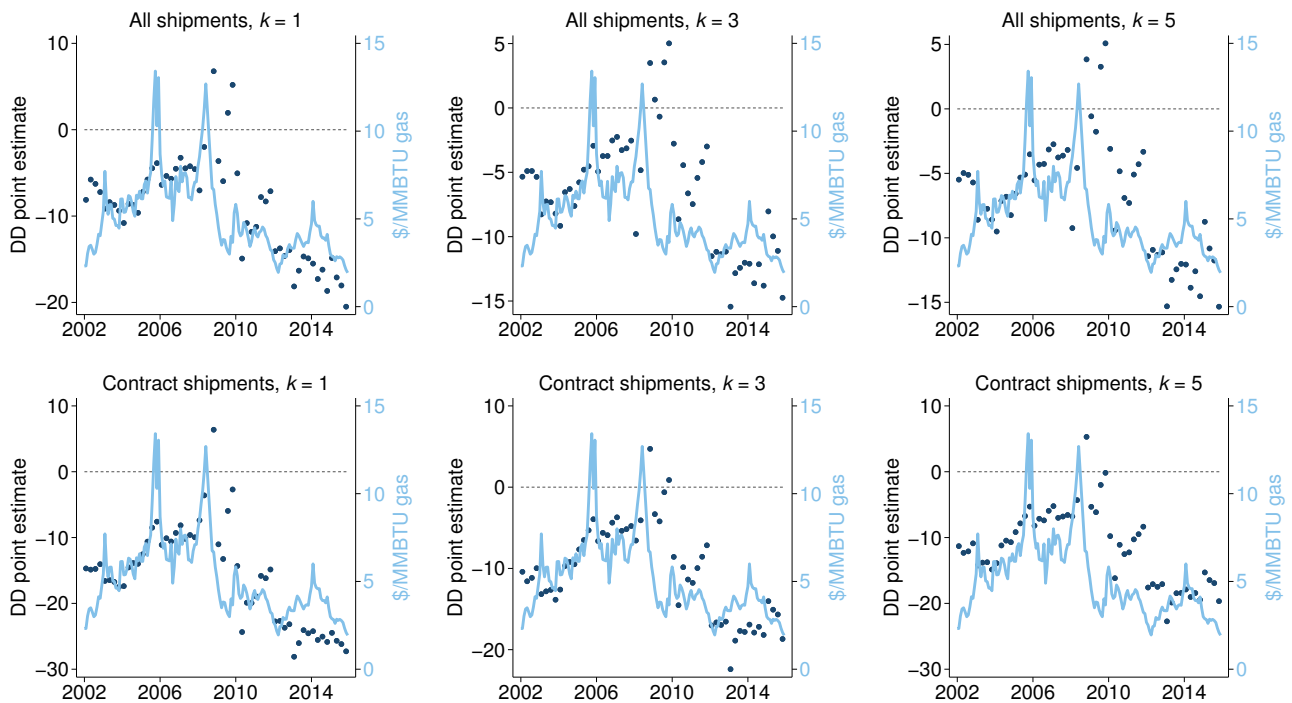 All shipments, k = 1
10
0
−10
−20
DD point estimate
15
10
5
0
$/MMBTU gas
2002 2006 2010 2014
All shipments, k = 3
5
0
−5
−10
−15
DD point estimate
15
10
5
0
$/MMBTU gas
2002 2006 2010 2014
All shipments, k = 5
5
0
−5
−10
−15
DD point estimate
15
10
5
0
$/MMBTU gas
2002 2006 2010 2014
Contract shipments, k = 1
10
0
−10
−20
−30
DD point estimate
15
10
5
0
$/MMBTU gas
2002 2006 2010 2014
Contract shipments, k = 3
10
0
−10
−20
DD point estimate
15
10
5
0
$/MMBTU gas
2002 2006 2010 2014
Contract shipments, k = 5
10
0
−10
−20
−30
DD point estimate
15
10
5
0
$/MMBTU gas
2002 2006 2010 2014